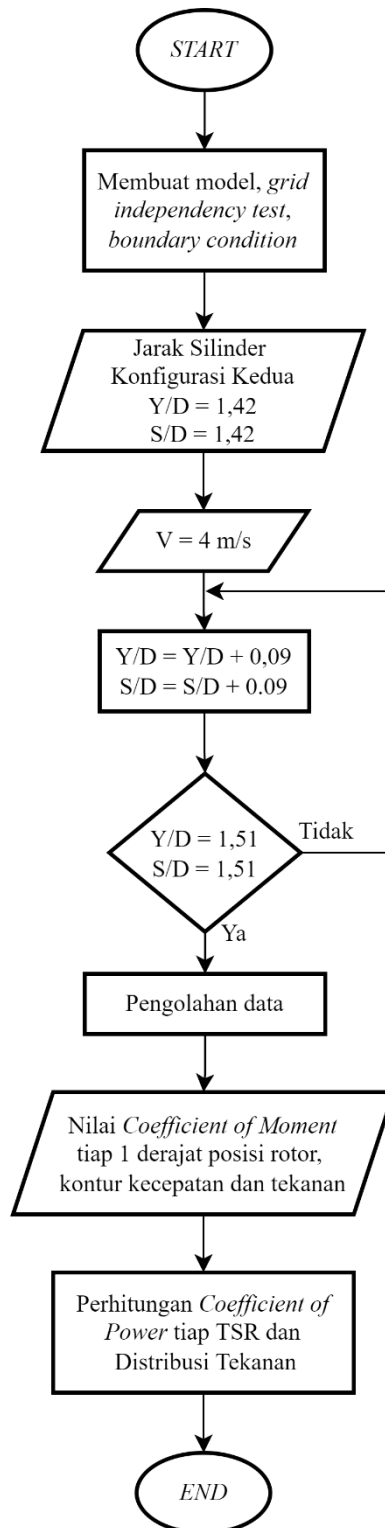 START
Membuat model, grid
independency test,
boundary condition
Jarak Silinder
Konfigurasi Kedua
Y/D = 1,42
S/D = 1,42
V = 4 m/s
Y/D = Y/D + 0,09
S/D = S/D + 0.09
Y/D = 1,51
S/D = 1,51
Tidak
Ya
Pengolahan data
Nilai Coefficient of Moment
tiap 1 derajat posisi rotor,
kontur kecepatan dan tekanan
Perhitungan Coefficient of
Power tiap TSR dan
Distribusi Tekanan
END